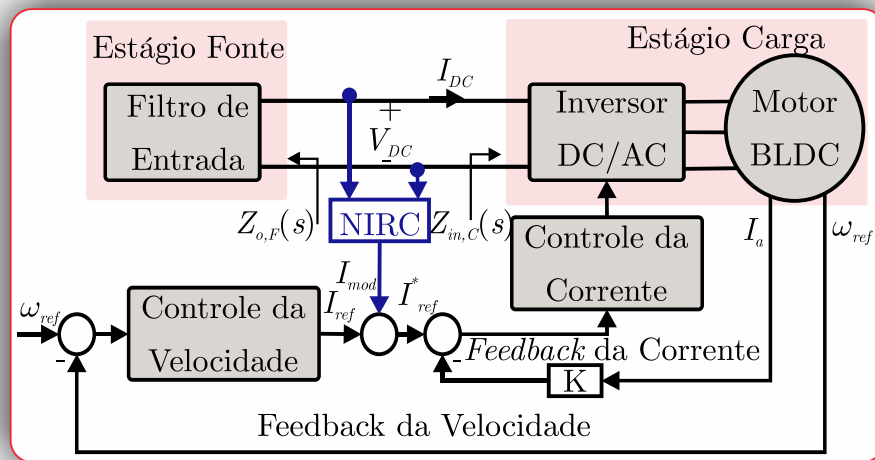 Estágio Fonte
Estágio Carga
Filtro de
Entrada
I_DC
+
V_DC
-
Inversor
DC/AC
Motor
BLDC
Z_o,F(s)
NIRC
Z_in,C(s)
Controle da
Corrente
I_a
ω_ref
I_mod
ω_ref
-
Controle da
Velocidade
I_ref
I*_ref
-
Feedback da Corrente
K
Feedback da Velocidade